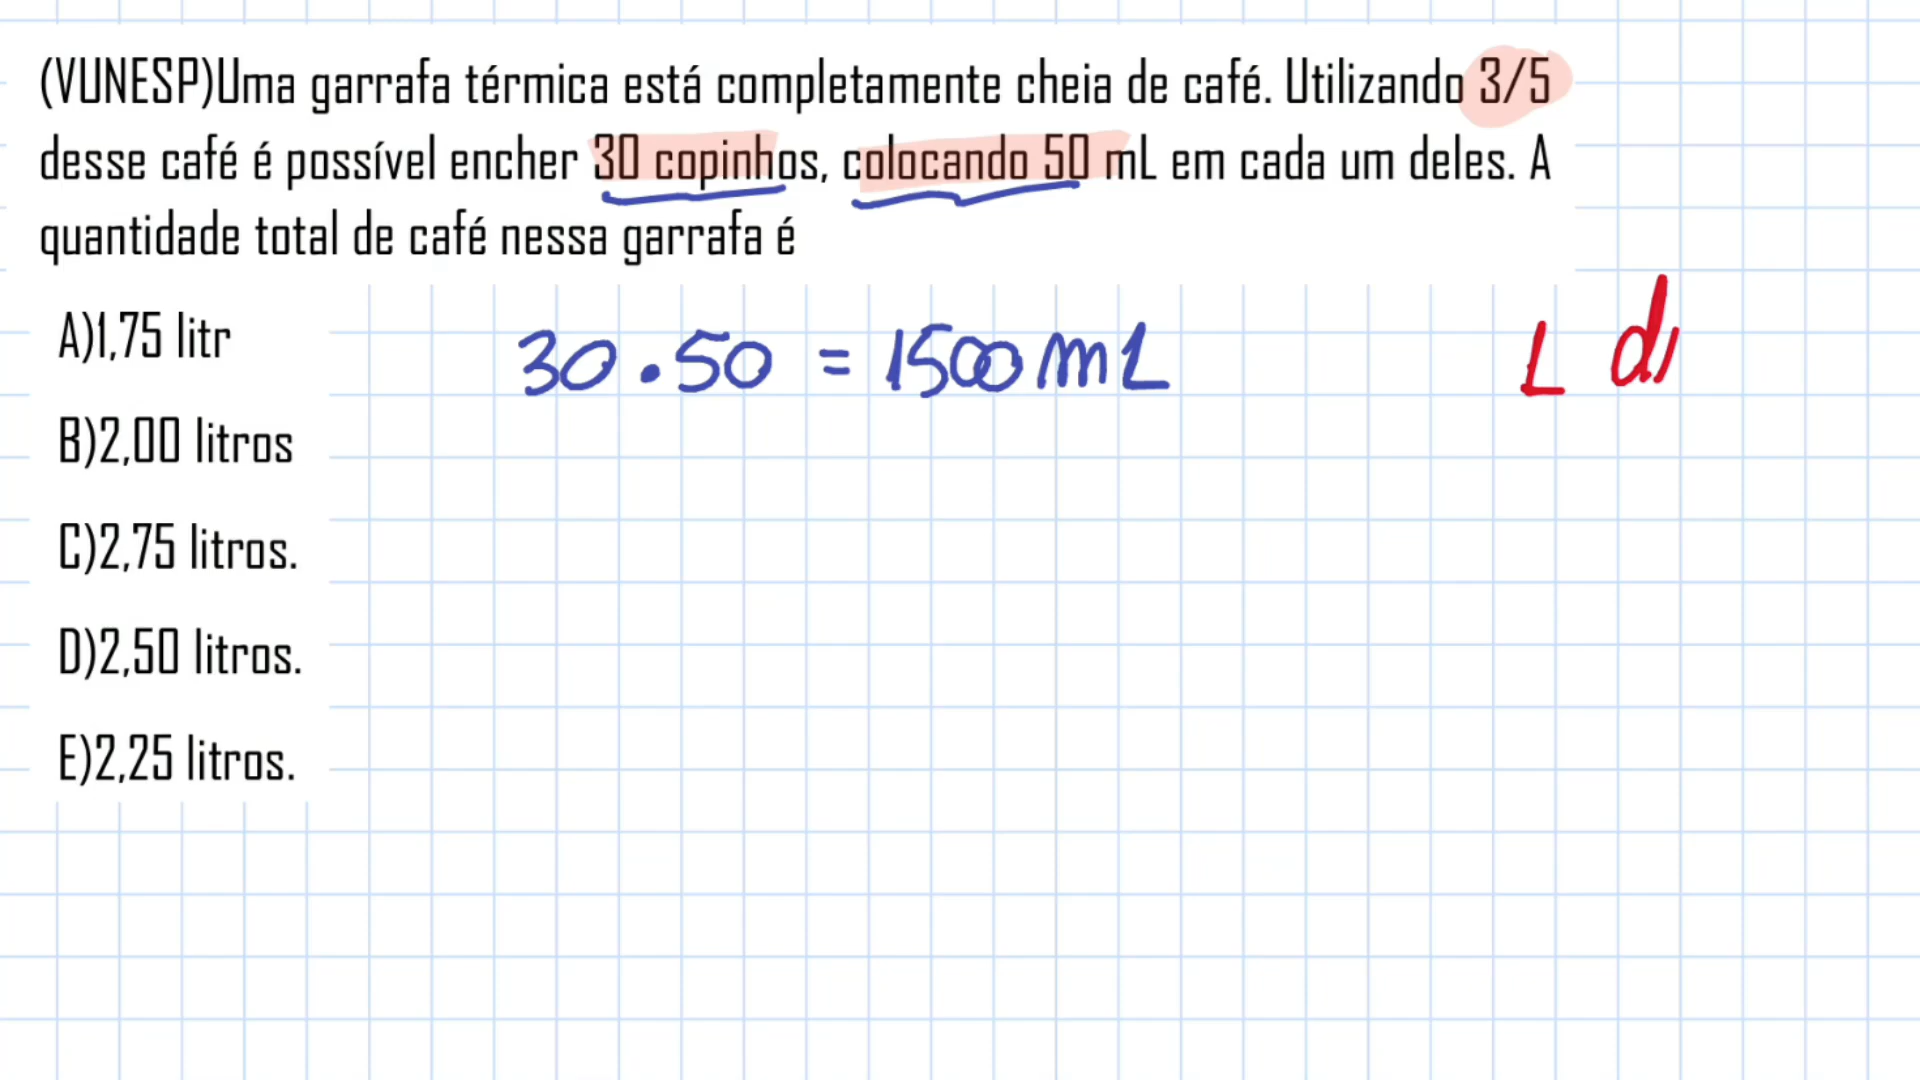 (VUNESP)Uma garrafa térmica está completamente cheia de café. Utilizando 3/5
desse café é possível encher 30 copinhos, colocando 50 mL em cada um deles. A
quantidade total de café nessa garrafa é
A)1,75 litr
30.50 = 1500 mL
L dl
B)2,00 litros
C)2,75 litros.
D)2,50 litros.
E)2,25 litros.